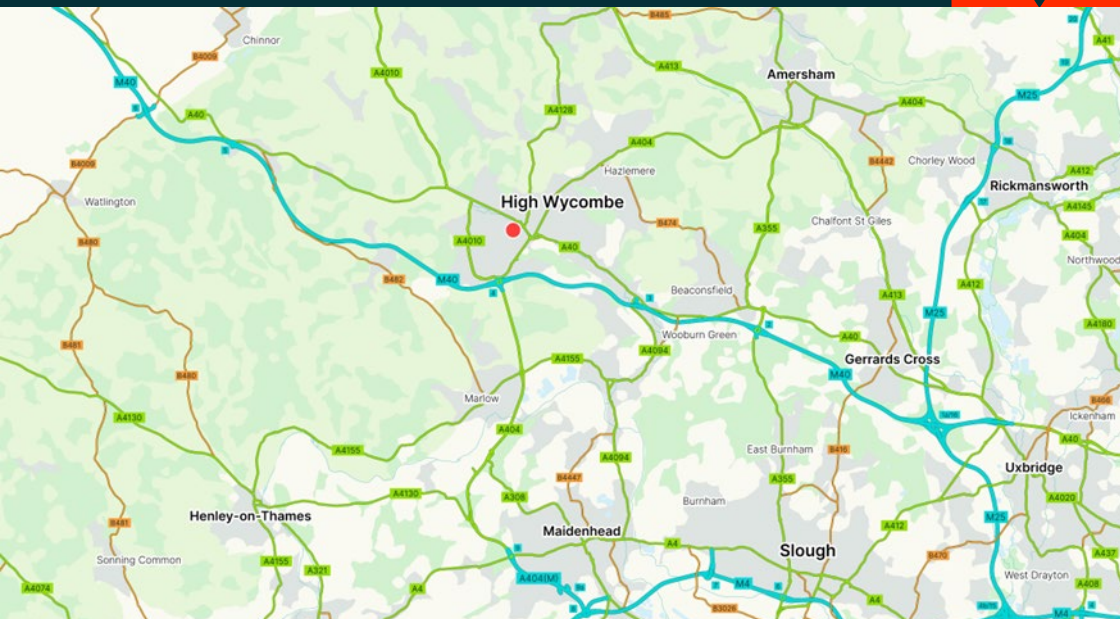 B485
Chinnor
A41
B4009
A413
A4010
Amersham
M40
M25
A404
A4128
A40
A404
B4009
Hazlemere
B4442
Chorley Wood
A412
Rickmansworth
Watlington
High Wycombe
A4145
B474
Chalfont St Giles
A355
A404
B480
A4010
A40
Northwood
B482
M40
A412
Beaconsfield
A413
M25
A4180
Wooburn Green
A40
B481
A4094
A4155
Gerrards Cross
B480
M40
Marlow
B466
A4130
Ickenham
A404
A40
A4155
East Burnham
B416
A4094
Uxbridge
B4447
A355
A4130
A308
Burnham
A4020
Henley-on-Thames
B481
M25
A412
Maidenhead
A4
Slough
A437
Sonning Common
A4155
B470
A321
A404(M)
West Drayton
M4
A4074
A4
A408
A4
B3026
M4